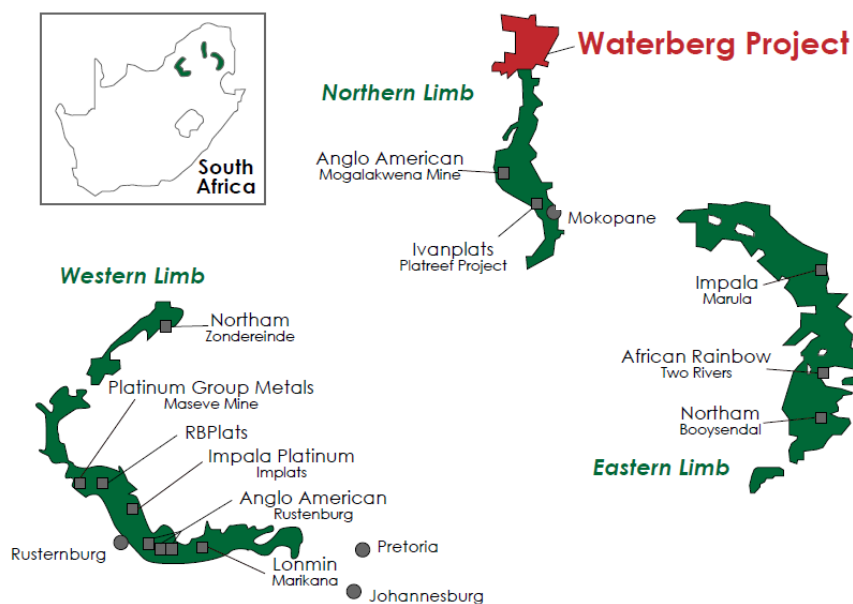 Waterberg Project
South
Africa
Northern Limb
Anglo American
Mogalakwena Mine
Mokopane
Ivanplats
Platreef Project
Western Limb
Impala
Marula
Northam
Zondereinde
African Rainbow
Two Rivers
Platinum Group Metals
Maseve Mine
Northam
Booysendal
RBPlats
Impala Platinum
Implats
Eastern Limb
Anglo American
Rustenburg
Rusternburg
Pretoria
Lonmin
Marikana
Johannesburg